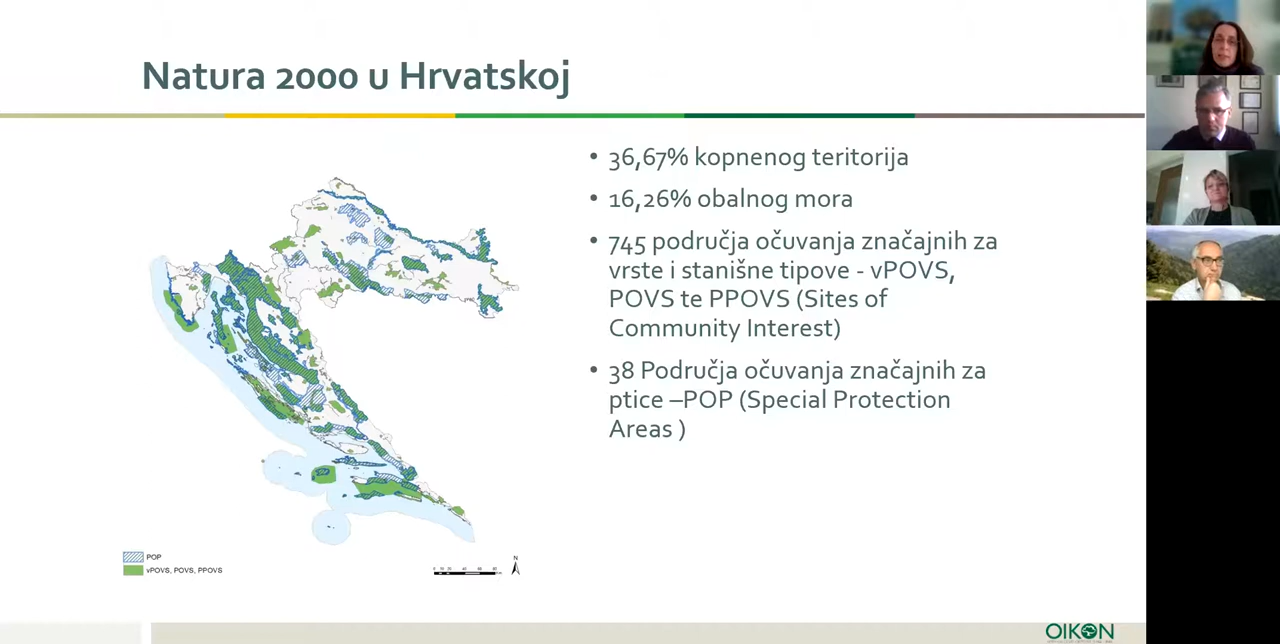 Natura 2000 u Hrvatskoj
• 36,67% kopnenog teritorija
• 16,26% obalnog mora
• 745 područja očuvanja značajnih za
vrste i stanišne tipove - vPOVS,
POVS te PPOVS (Sites of
Community Interest)
• 38 Područja očuvanja značajnih za
ptice –POP (Special Protection
Areas )
POP
vPOVS, POVS, PPOVS
N
OIKON